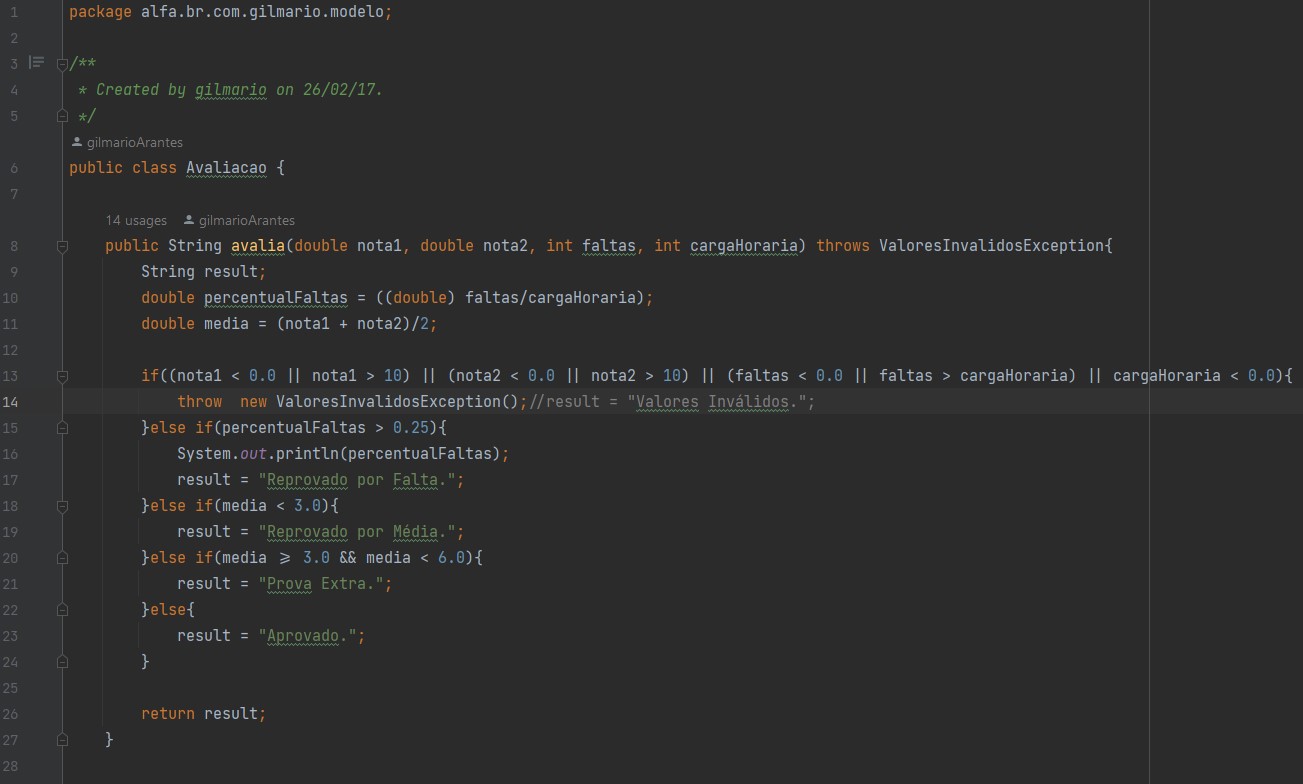 1 package alfa.br.com.gilmario.modelo;
2
3 /**
4 * Created by gilmario on 26/02/17.
5 */
gilmarioArantes
6 public class Avaliacao {
7
14 usages gilmarioArantes
8 public String avalia(double nota1, double nota2, int faltas, int cargaHoraria) throws ValoresInvalidosException{
9 String result;
10 double percentualFaltas = ((double) faltas/cargaHoraria);
11 double media = (nota1 + nota2)/2;
12
13 if((nota1 < 0.0 || nota1 > 10) || (nota2 < 0.0 || nota2 > 10) || (faltas < 0.0 || faltas > cargaHoraria) || cargaHoraria < 0.0){
14 throw  new ValoresInvalidosException();//result = "Valores Inválidos.";
15 }else if(percentualFaltas > 0.25){
16 System.out.println(percentualFaltas);
17 result = "Reprovado por Falta.";
18 }else if(media < 3.0){
19 result = "Reprovado por Média.";
20 }else if(media ⩾ 3.0 && media < 6.0){
21 result = "Prova Extra.";
22 }else{
23 result = "Aprovado.";
24 }
25
26 return result;
27 }
28